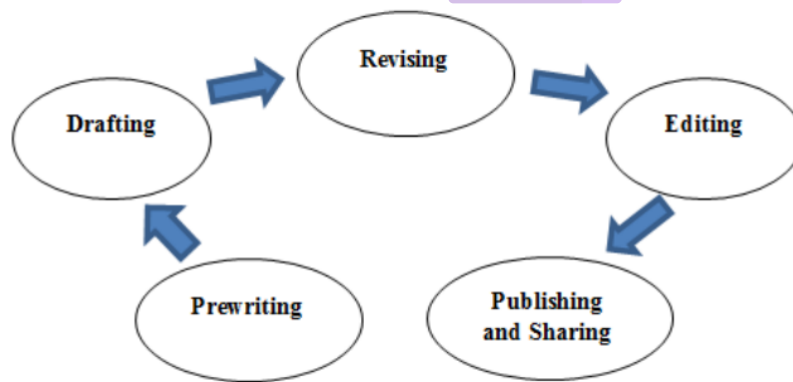 Revising
Drafting
Editing
Prewriting
Publishing
and Sharing